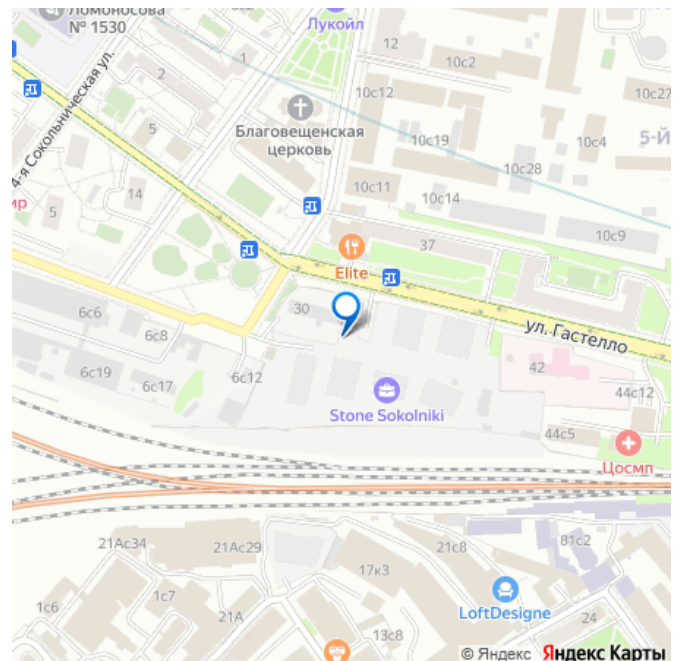 Ломоносова
№ 1530
Лукойл
12
10с2
1
2
10с12
10с27
4-я Сокольническая ул.
5
Благовещенская
церковь
10с19
10с4
5-Й
10с28
14
10с11
10с14
ир
5
37
10с9
Elite
30
6с6
6с8
ул. Гастелло
42
6с19
6с17
6с12
44с12
Stone Sokolniki
44с5
Цосмп
21Ас34
21Ас29
21с8
81с2
17к3
1с7
1с6
21А
LoftDesigne
24
13с8
© Яндекс Яндекс Карты